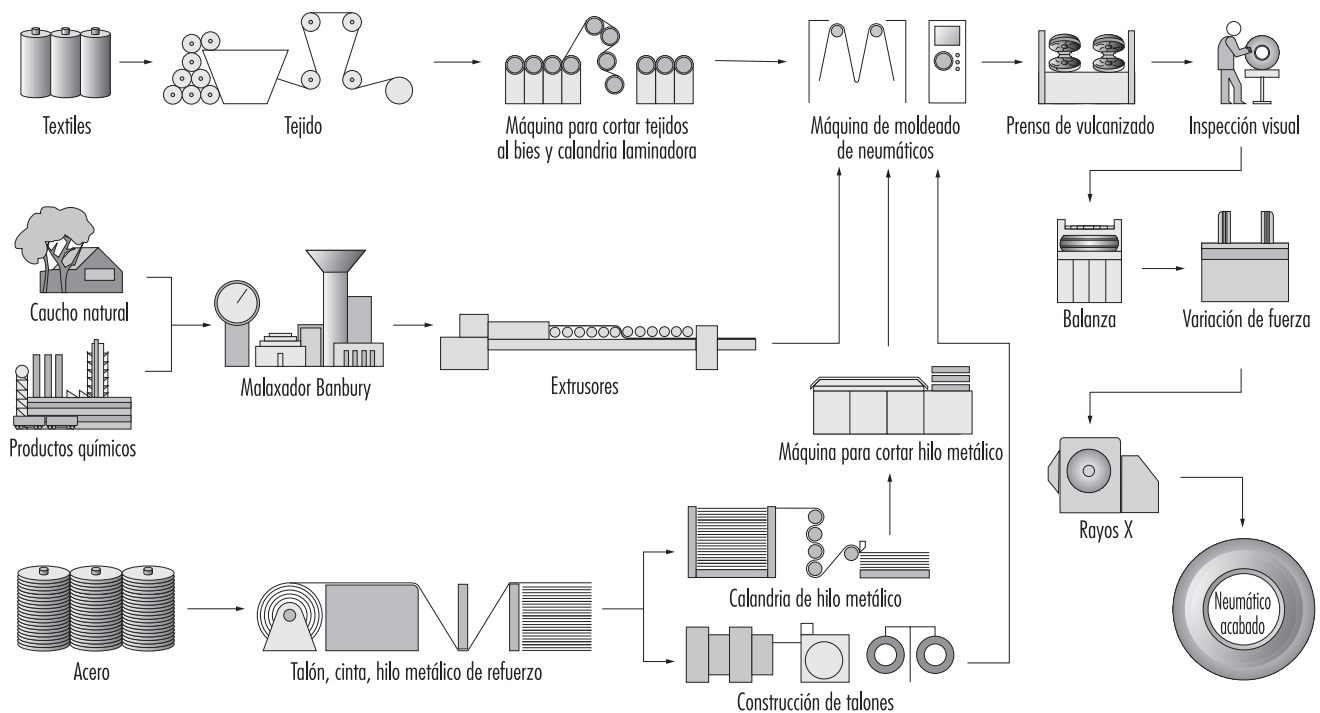 Textiles
Tejido
Máquina para cortar tejidos
al bies y calandria laminadora
Máquina de moldeado
de neumáticos
Prensa de vulcanizado
Inspección visual
Caucho natural
Productos químicos
Malaxador Banbury
Extrusores
Balanza
Variación de fuerza
Máquina para cortar hilo metálico
Rayos X
Acero
Talón, cinta, hilo metálico de refuerzo
Calandria de hilo metálico
Construcción de talones
Neumático
acabado